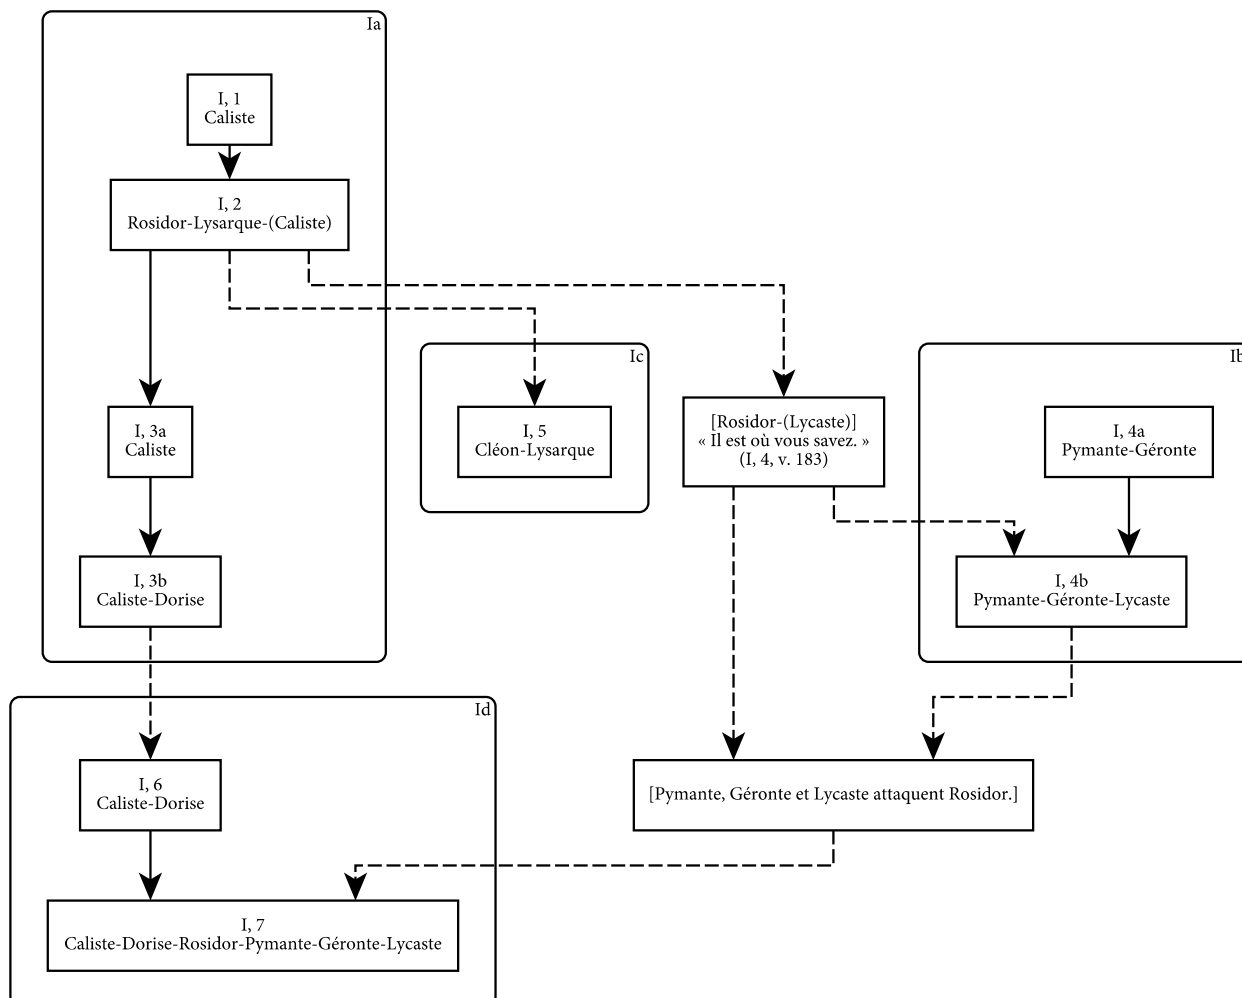 Ia
I, 1
Caliste
I, 2
Rosidor-Lysarque-(Caliste)
Ic
Ib
I, 3a
Caliste
I, 5
Cléon-Lysarque
[Rosidor-(Lycaste)]
« Il est où vous savez. »
(I, 4, v. 183)
I, 4a
Pymante-Géronte
I, 3b
Caliste-Dorise
I, 4b
Pymante-Géronte-Lycaste
Id
I, 6
Caliste-Dorise
[Pymante, Géronte et Lycaste attaquent Rosidor.]
I, 7
Caliste-Dorise-Rosidor-Pymante-Géronte-Lycaste